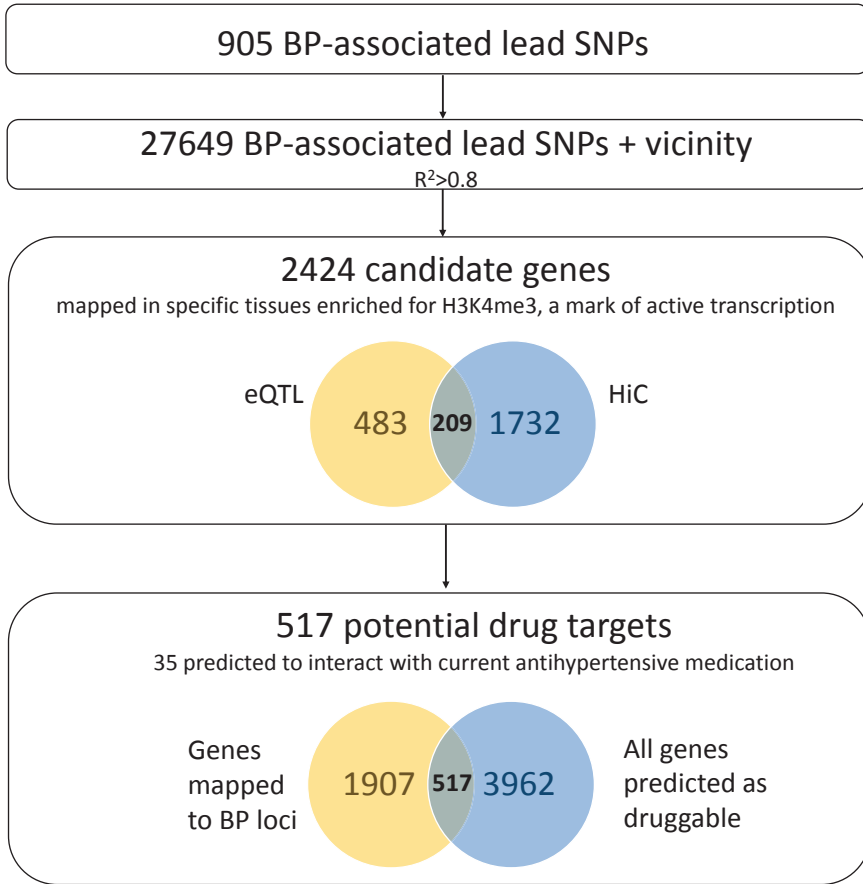 905 BP-associated lead SNPs
27649 BP-associated lead SNPs + vicinity
R²>0.8
2424 candidate genes
mapped in specific tissues enriched for H3K4me3, a mark of active transcription
eQTL
483
209
1732
HiC
517 potential drug targets
35 predicted to interact with current antihypertensive medication
Genes
mapped
to BP loci
1907
517
3962
All genes
predicted as
druggable